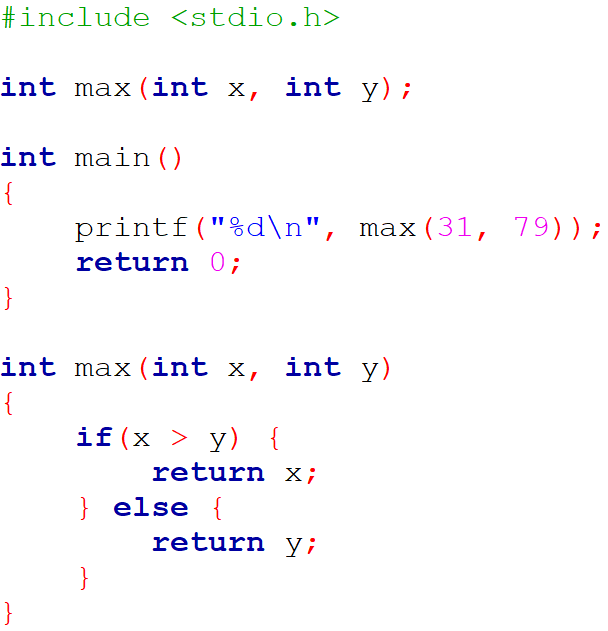 #include <stdio.h>
int max(int x, int y);
int main()
{
    printf("%d\n", max(31, 79));
    return 0;
}
int max(int x, int y)
{
    if(x > y) {
        return x;
    } else {
        return y;
    }
}